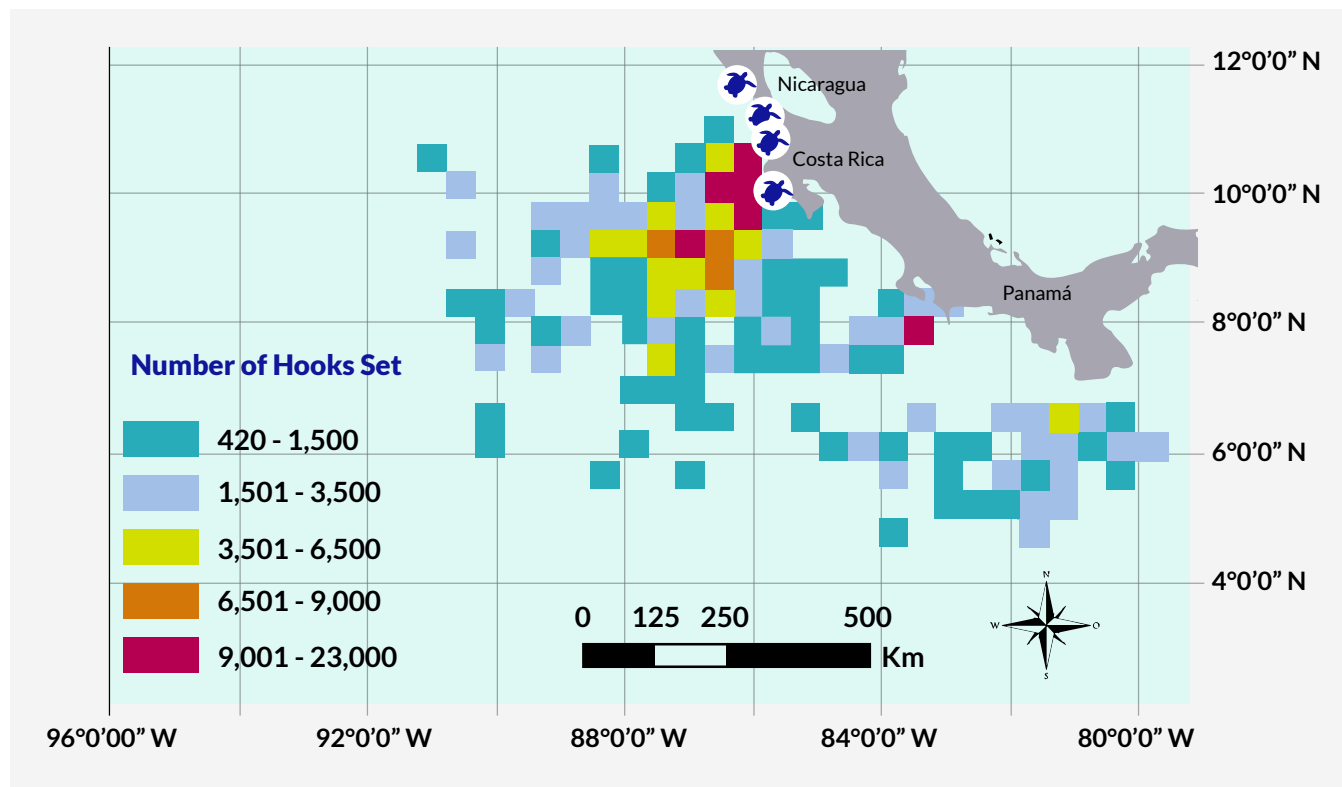 12°0’0” N
Nicaragua
Costa Rica
10°0’0” N
Panamá
8°0’0” N
Number of Hooks Set
420 - 1,500
6°0’0” N
1,501 - 3,500
3,501 - 6,500
4°0’0” N
6,501 - 9,000
9,001 - 23,000
0 125 250 500
Km
N
W O
S
96°0’00” W 92°0’0” W 88°0’0” W 84°0’0” W 80°0’0” W